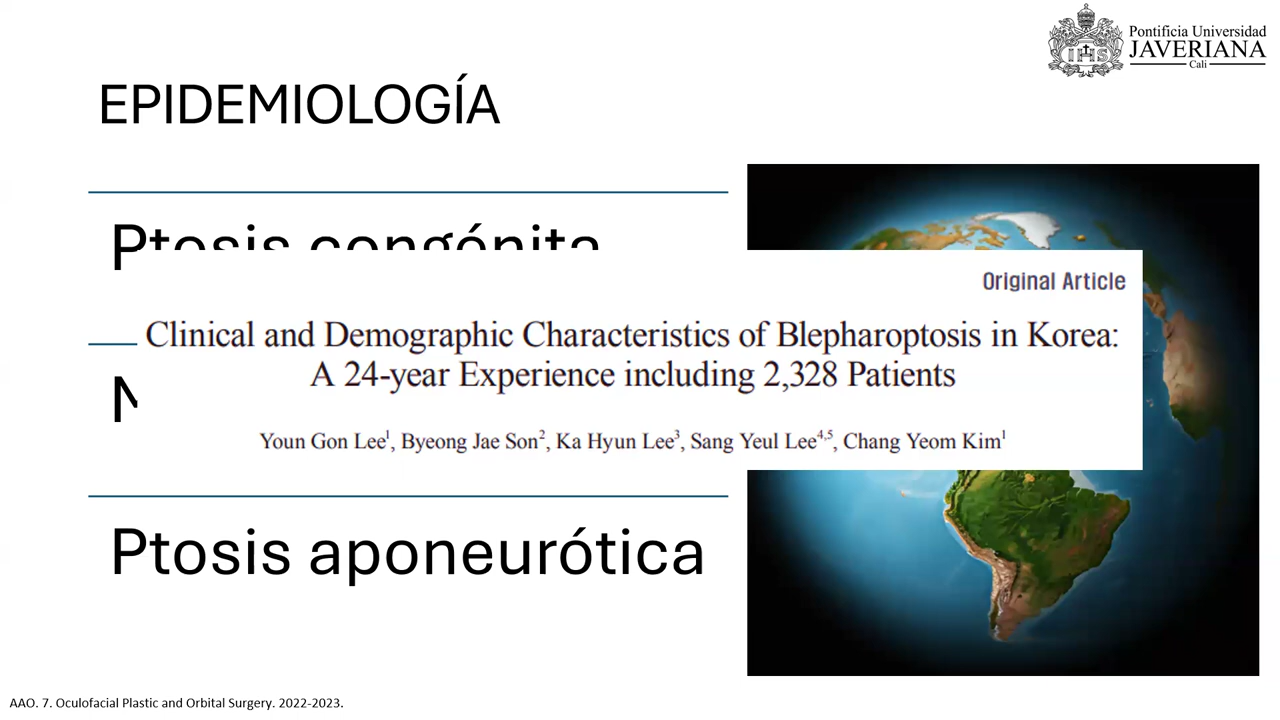 Pontificia Universidad
JAVERIANA
Cali
EPIDEMIOLOGÍA
Ptosis congénita
Original Article
Clinical and Demographic Characteristics of Blepharoptosis in Korea:
A 24-year Experience including 2,328 Patients
Youn Gon Lee¹, Byeong Jae Son², Ka Hyun Lee³, Sang Yeul Lee⁴,⁵, Chang Yeom Kim¹
Ptosis aponeurótica
AAO. 7. Oculofacial Plastic and Orbital Surgery. 2022-2023.